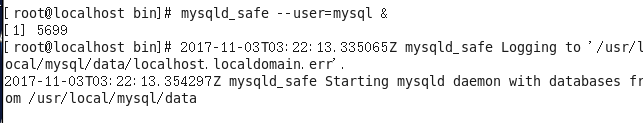 [root@localhost bin]# mysqld_safe --user=mysql &
[1] 5699
[root@localhost bin]# 2017-11-03T03:22:13.335065Z mysqld_safe Logging to '/usr/l
ocal/mysql/data/localhost.localdomain.err'.
2017-11-03T03:22:13.354297Z mysqld_safe Starting mysqld daemon with databases fr
om /usr/local/mysql/data